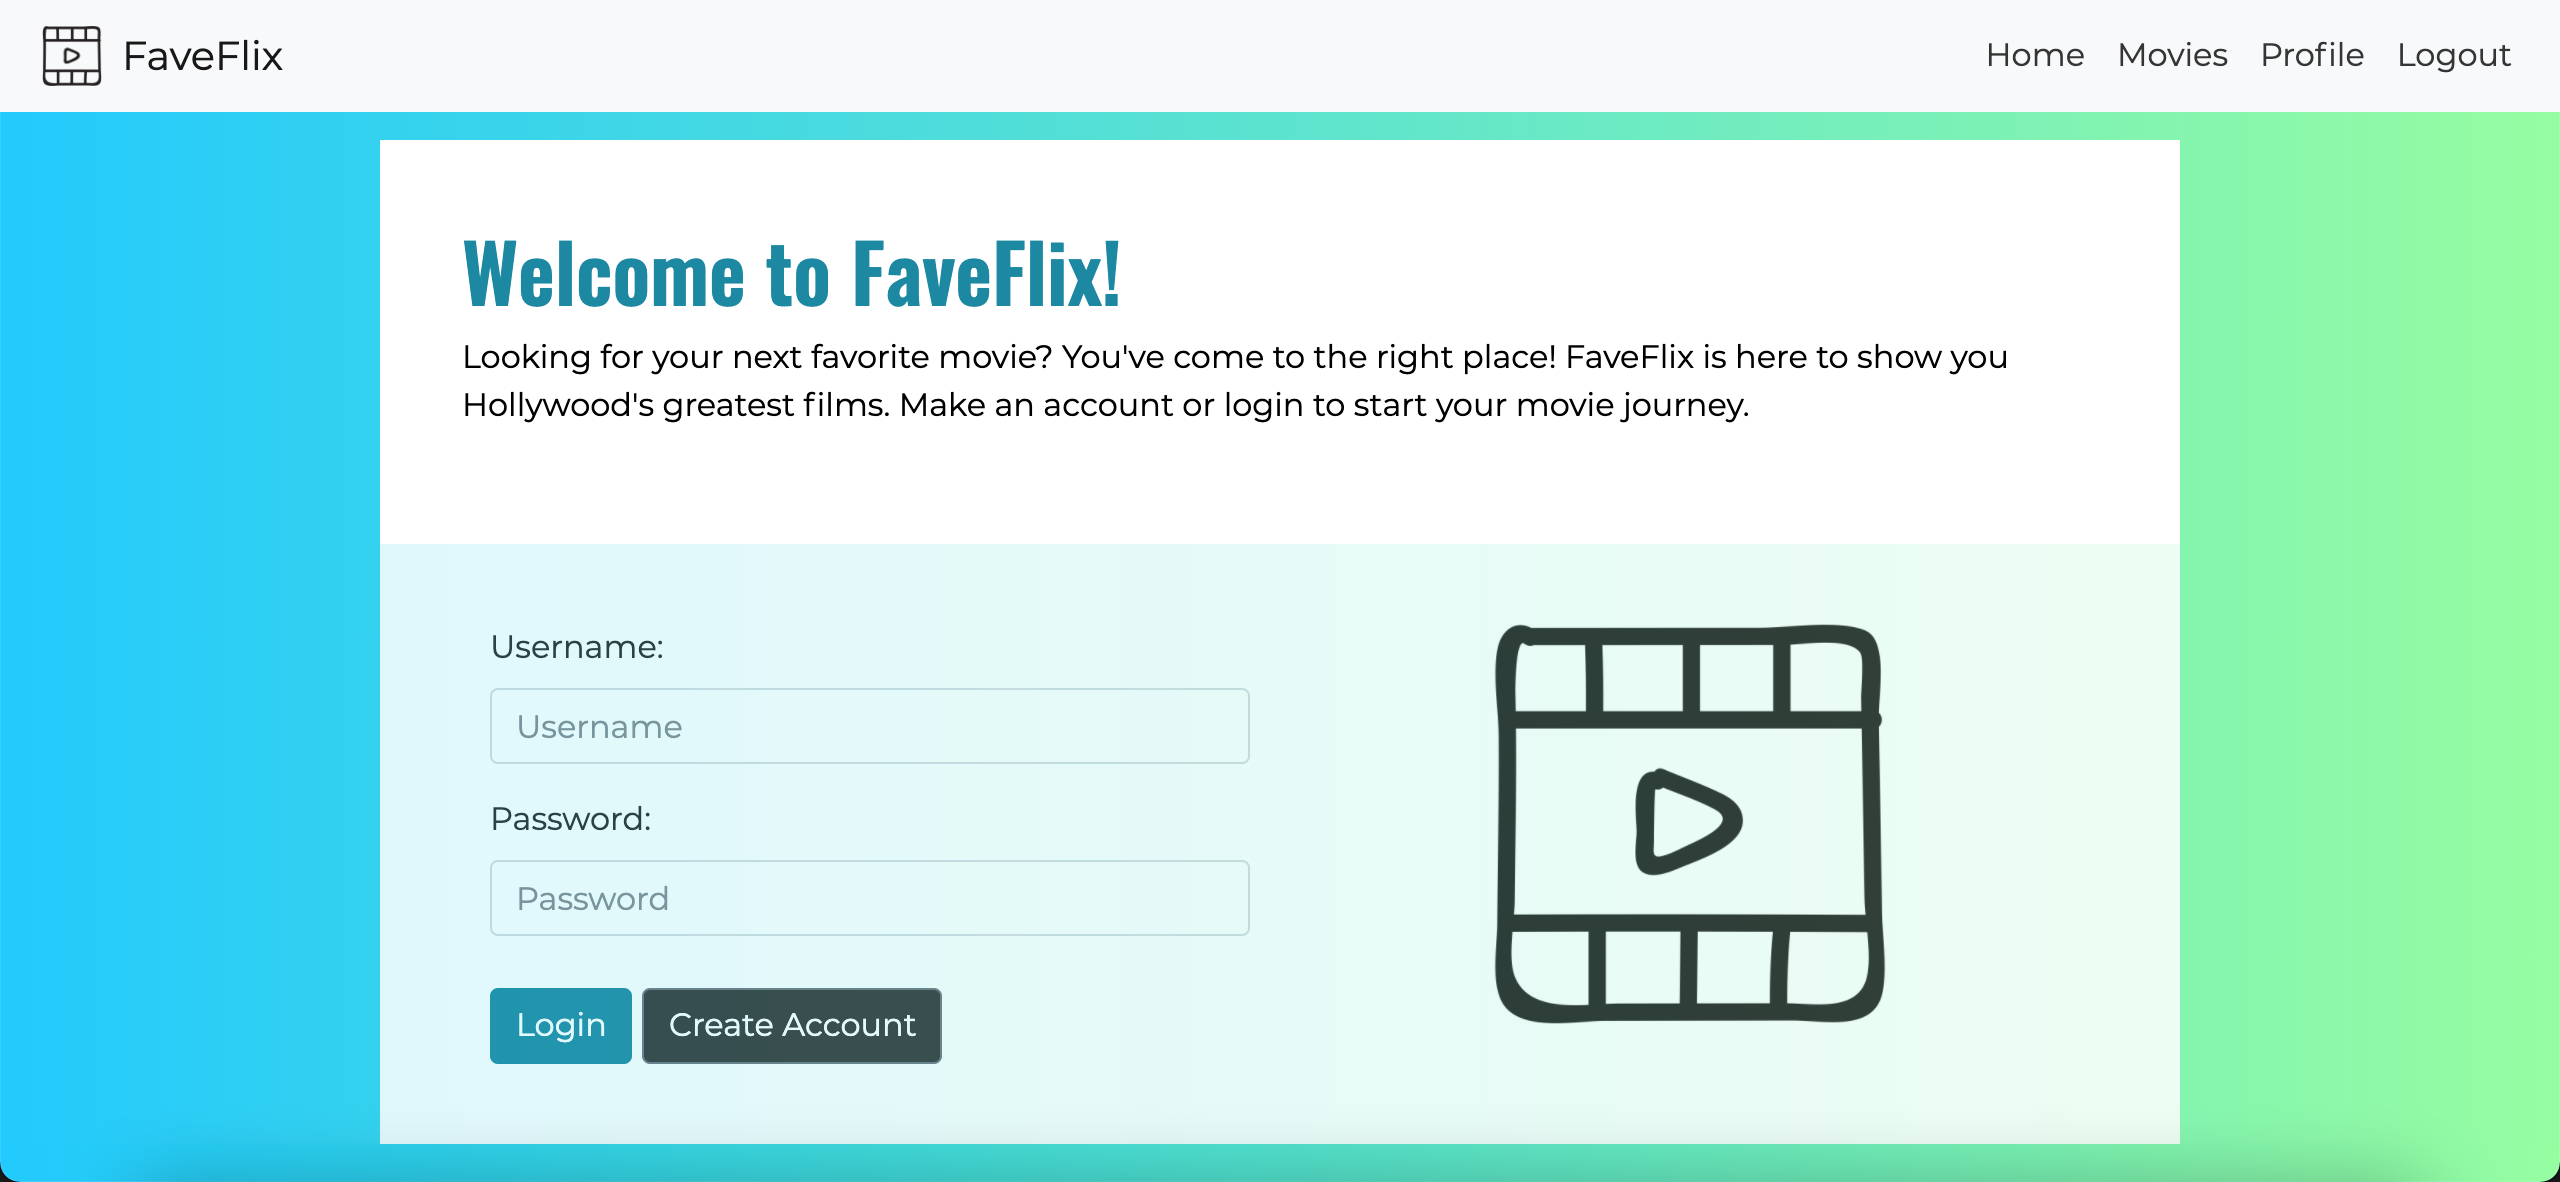 FaveFlix
Home Movies Profile Logout
Welcome to FaveFlix!
Looking for your next favorite movie? You've come to the right place! FaveFlix is here to show you
Hollywood's greatest films. Make an account or login to start your movie journey.
Username:
Username
Password:
Password
Login Create Account